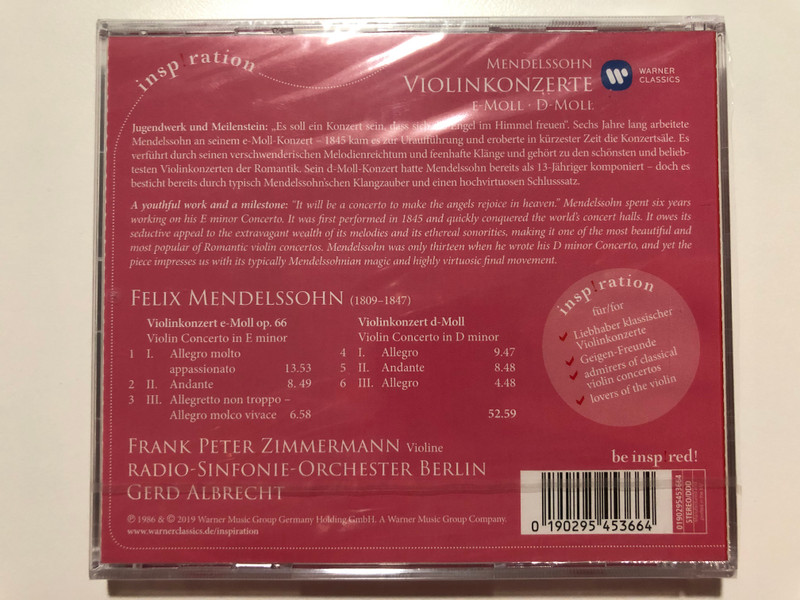 insp!ration
MENDELSSOHN
VIOLINKONZERTE
E-MOLL · D-MOLL
WARNER
CLASSICS
Jugendwerk und Meilenstein: „Es soll ein Konzert sein, dass sich die Engel im Himmel freuen“. Sechs Jahre lang arbeitete
Mendelssohn an seinem e-Moll-Konzert – 1845 kam es zur Uraufführung und eroberte in kürzester Zeit die Konzertsäle. Es
verführt durch seinen verschwenderischen Melodienreichtum und feenhafte Klänge und gehört zu den schönsten und belieb-
testen Violinkonzerten der Romantik. Sein d-Moll-Konzert hatte Mendelssohn bereits als 13-Jähriger komponiert – doch es
besticht bereits durch typisch Mendelssohn'schen Klangzauber und einen hochvirtuosen Schlusssatz.
A youthful work and a milestone: “It will be a concerto to make the angels rejoice in heaven.” Mendelssohn spent six years
working on his E minor Concerto. It was first performed in 1845 and quickly conquered the world's concert halls. It owes its
seductive appeal to the extravagant wealth of its melodies and its ethereal sonorities, making it one of the most beautiful and
most popular of Romantic violin concertos. Mendelssohn was only thirteen when he wrote his D minor Concerto, and yet the
piece impresses us with its typically Mendelssohnian magic and highly virtuosic final movement.
FELIX MENDELSSOHN (1809–1847)
Violinkonzert e-Moll op. 66
Violin Concerto in E minor
1 I. Allegro molto
appassionato 13.53
2 II. Andante 8. 49
3 III. Allegretto non troppo –
Allegro molco vivace 6.58
Violinkonzert d-Moll
Violin Concerto in D minor
4 I. Allegro 9.47
5 II. Andante 8.48
6 III. Allegro 4.48
52.59
insp!ration
für/for
Liebhaber klassischer
Violinkonzerte
Geigen-Freunde
admirers of classical
violin concertos
lovers of the violin
FRANK PETER ZIMMERMANN Violine
RADIO-SINFONIE-ORCHESTER BERLIN
GERD ALBRECHT
be insp!red!
℗ 1986 & © 2019 Warner Music Group Germany Holding GmbH. A Warner Music Group Company.
www.warnerclassics.de/inspiration
0 190295 453664
0190295453664
STEREO/DDD